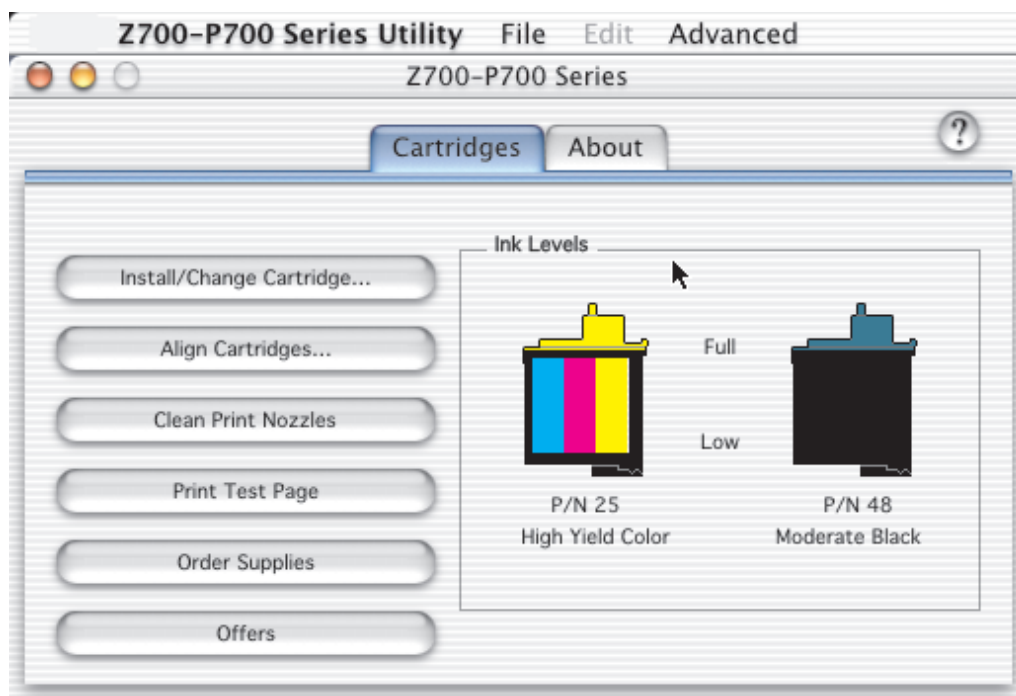 Z700-P700 Series Utility File Edit Advanced
Z700-P700 Series
Cartridges About ?
Install/Change Cartridge...
Align Cartridges...
Clean Print Nozzles
Print Test Page
Order Supplies
Offers
Ink Levels
Full
Low
P/N 25
High Yield Color
P/N 48
Moderate Black